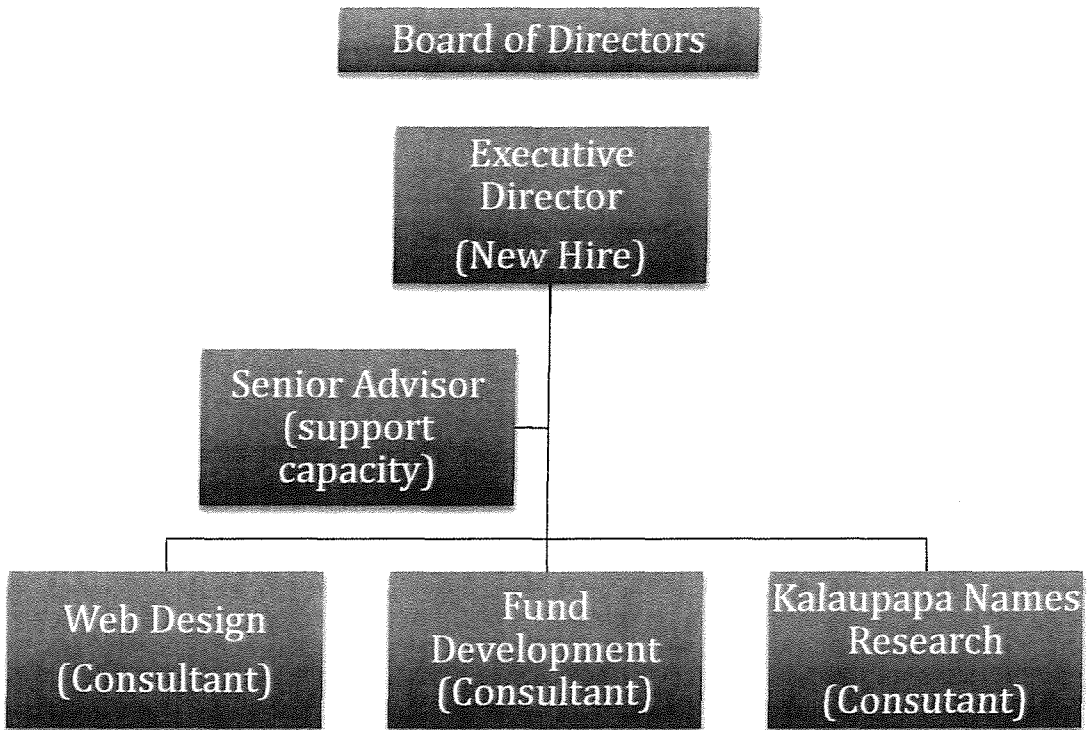 Board of Directors
Executive
Director
(New Hire)
Senior Advisor
(support
capacity)
Web Design
(Consultant)
Fund
Development
(Consultant)
Kalaupapa Names
Research
(Consutant)